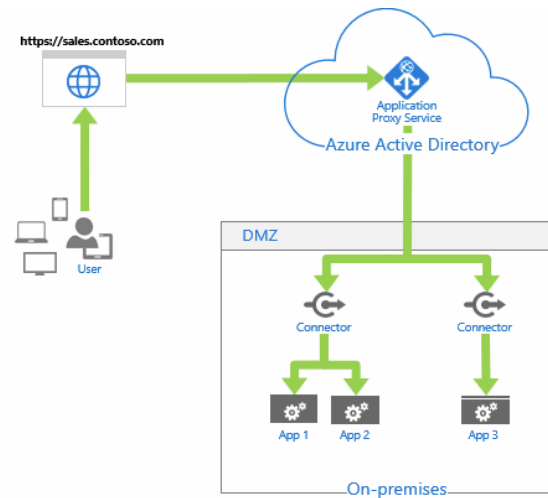 https://sales.contoso.com
Application
Proxy Service
Azure Active Directory
User
DMZ
Connector
Connector
App 1
App 2
App 3
On-premises